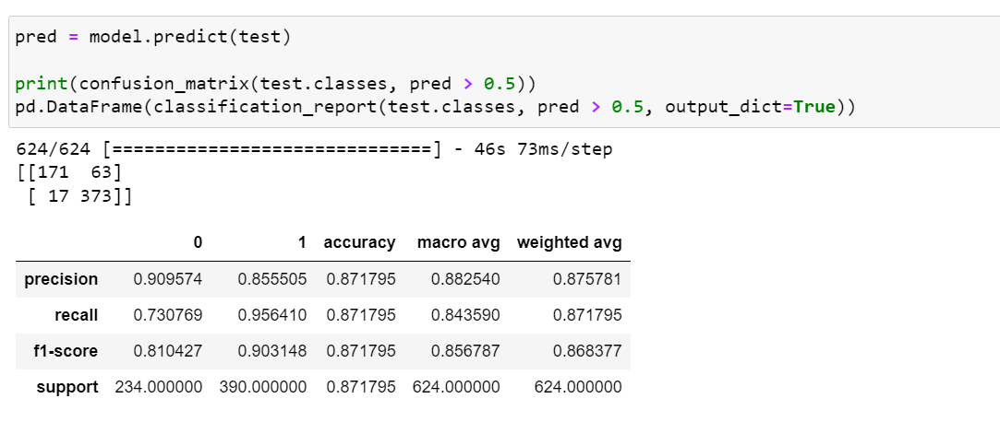 pred = model.predict(test)
print(confusion_matrix(test.classes, pred > 0.5))
pd.DataFrame(classification_report(test.classes, pred > 0.5, output_dict=True))
624/624 [==============================] - 46s 73ms/step
[[171  63]
 [ 17 373]]
0 1 accuracy macro avg weighted avg
precision 0.909574 0.855505 0.871795 0.882540 0.875781
recall 0.730769 0.956410 0.871795 0.843590 0.871795
f1-score 0.810427 0.903148 0.871795 0.856787 0.868377
support 234.000000 390.000000 0.871795 624.000000 624.000000